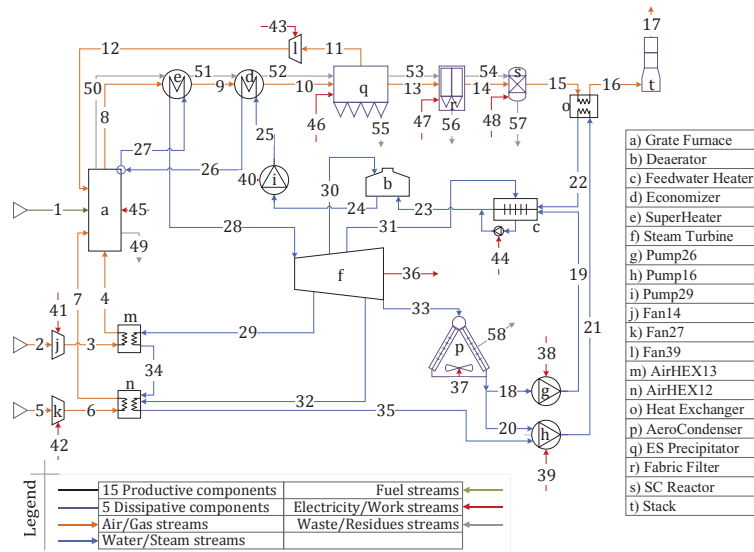 43
12
l
11
17
50
e
51
d
52
q
53
54
s
8
9
10
13
14
15
16
t
r
o
27
25
46
55
47
56
48
57
26
i
40
b
30
22
a) Grate Furnace
b) Deaerator
c) Feedwater Heater
d) Economizer
e) SuperHeater
f) Steam Turbine
g) Pump26
h) Pump16
i) Pump29
j) Fan14
k) Fan27
l) Fan39
m) AirHEX13
n) AirHEX12
o) Heat Exchanger
p) AeroCondenser
q) ES Precipitator
r) Fabric Filter
s) SC Reactor
t) Stack
1
a
45
24
23
31
c
28
49
44
f
36
19
7
4
41
m
29
33
21
2
j
3
34
p
58
38
n
37
18
g
5
k
6
32
35
20
h
42
39
Legend
15 Productive components
Fuel streams
5 Dissipative components
Electricity/Work streams
Air/Gas streams
Waste/Residues streams
Water/Steam streams